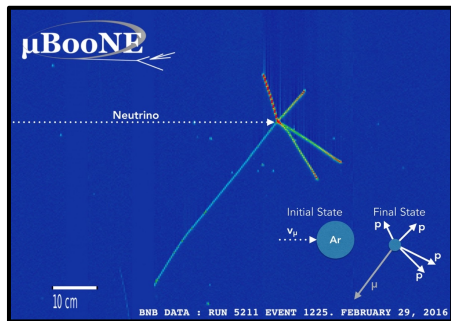 µBooNE
Neutrino
Initial State
Final State
νμ
Ar
p
p
p
p
μ
10 cm
BNB DATA : RUN 5211 EVENT 1225. FEBRUARY 29, 2016